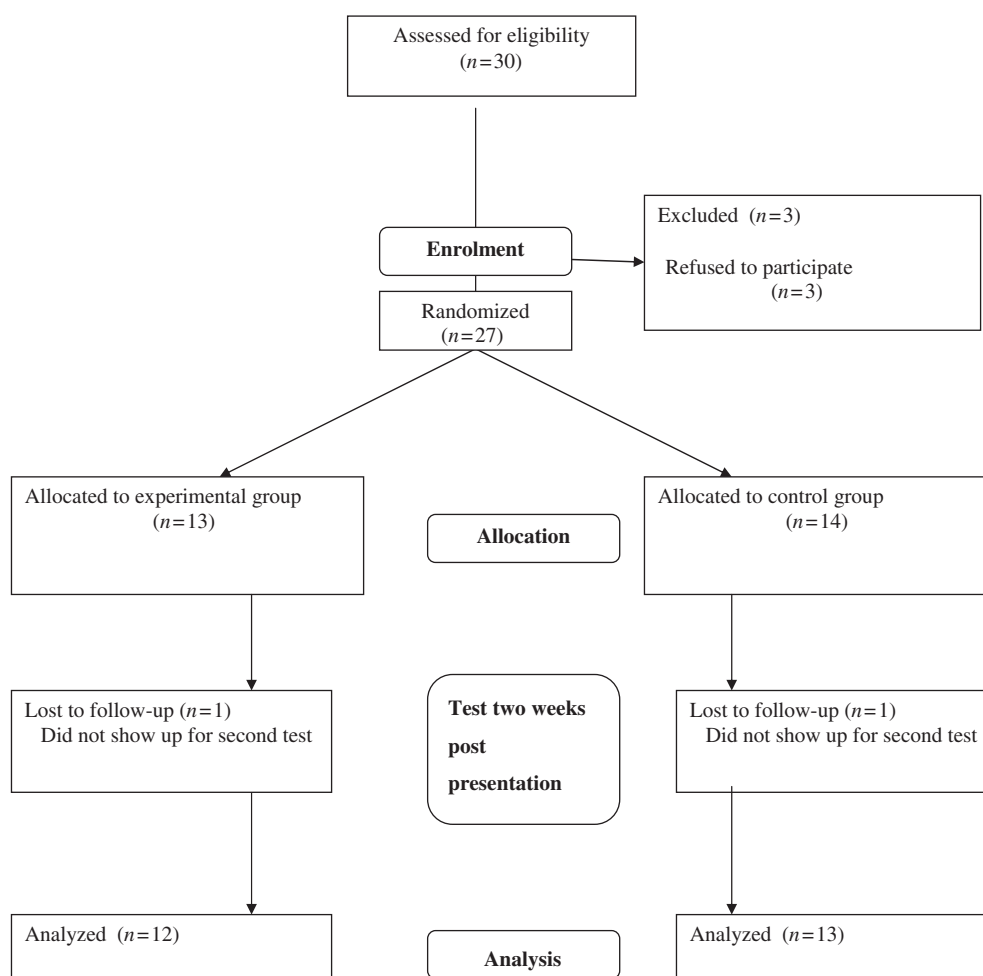 Assessed for eligibility
(n=30)
Excluded (n=3)
Refused to participate
(n=3)
Enrolment
Randomized
(n=27)
Allocated to experimental group
(n=13)
Allocation
Allocated to control group
(n=14)
Lost to follow-up (n=1)
Did not show up for second test
Test two weeks
post
presentation
Lost to follow-up (n=1)
Did not show up for second test
Analyzed (n=12)
Analysis
Analyzed (n=13)